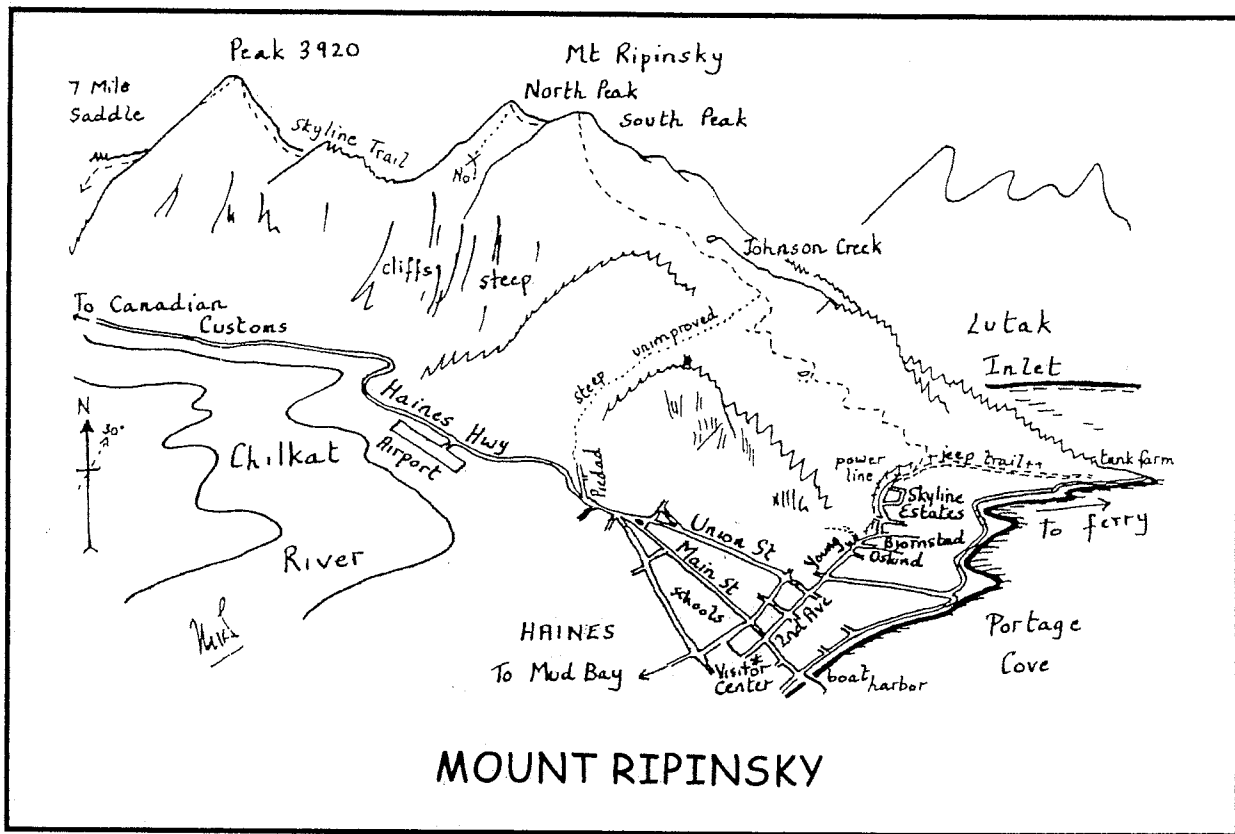 Peak 3920
Mt Ripinsky
7 Mile
Saddle
North Peak
South Peak
Skyline Trail
No!
Johnson Creek
cliffs
steep
To Canadian
Customs
unimproved
steep
Lutak
Inlet
N
30°
Haines Hwy
Airport
Chilkat
River
Piedad
power
line
jeep trail
tank farm
Skyline
Estates
To ferry
Union St
Young
Bjornstad
Oslund
Main St
schools
2nd Ave
HAINES
To Mud Bay
Visitor
Center
boat harbor
Portage
Cove
MOUNT RIPINSKY